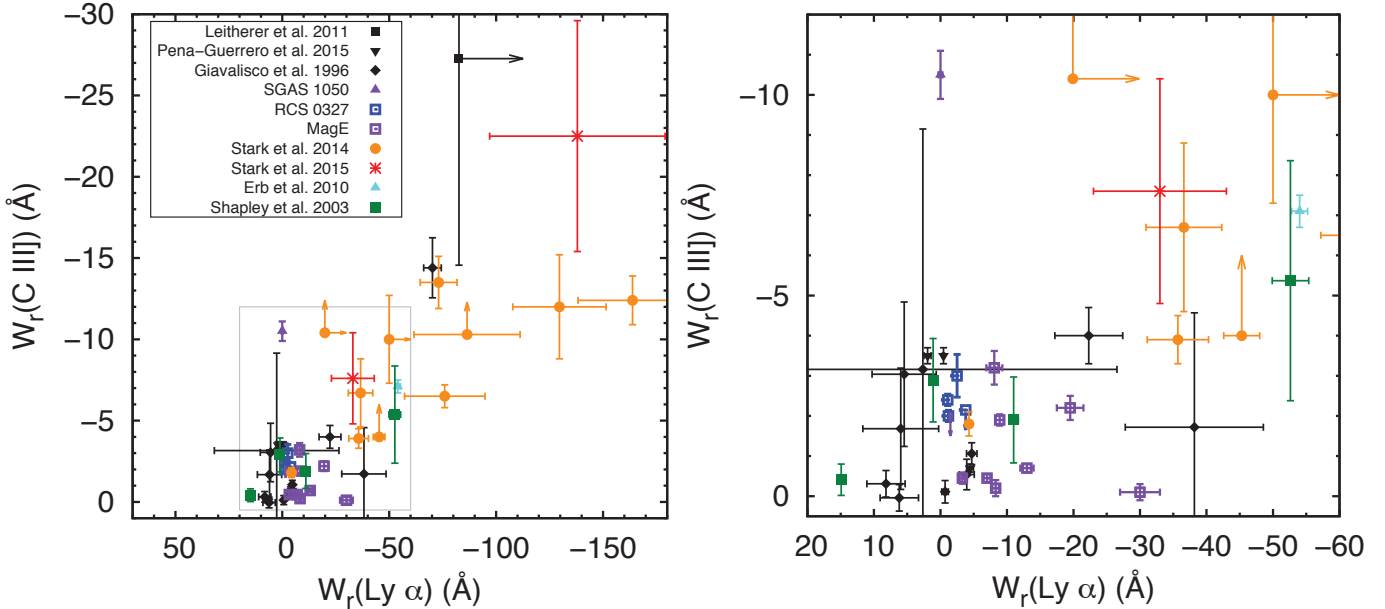 −30
−25
−20
−15
−10
−5
0
W_r(C III]) (Å)
50
0
−50
−100
−150
W_r(Ly α) (Å)
Leitherer et al. 2011
Pena−Guerrero et al. 2015
Giavalisco et al. 1996
SGAS 1050
RCS 0327
MagE
Stark et al. 2014
Stark et al. 2015
Erb et al. 2010
Shapley et al. 2003
−10
−5
0
W_r(C III]) (Å)
20
10
0
−10
−20
−30
−40
−50
−60
W_r(Ly α) (Å)